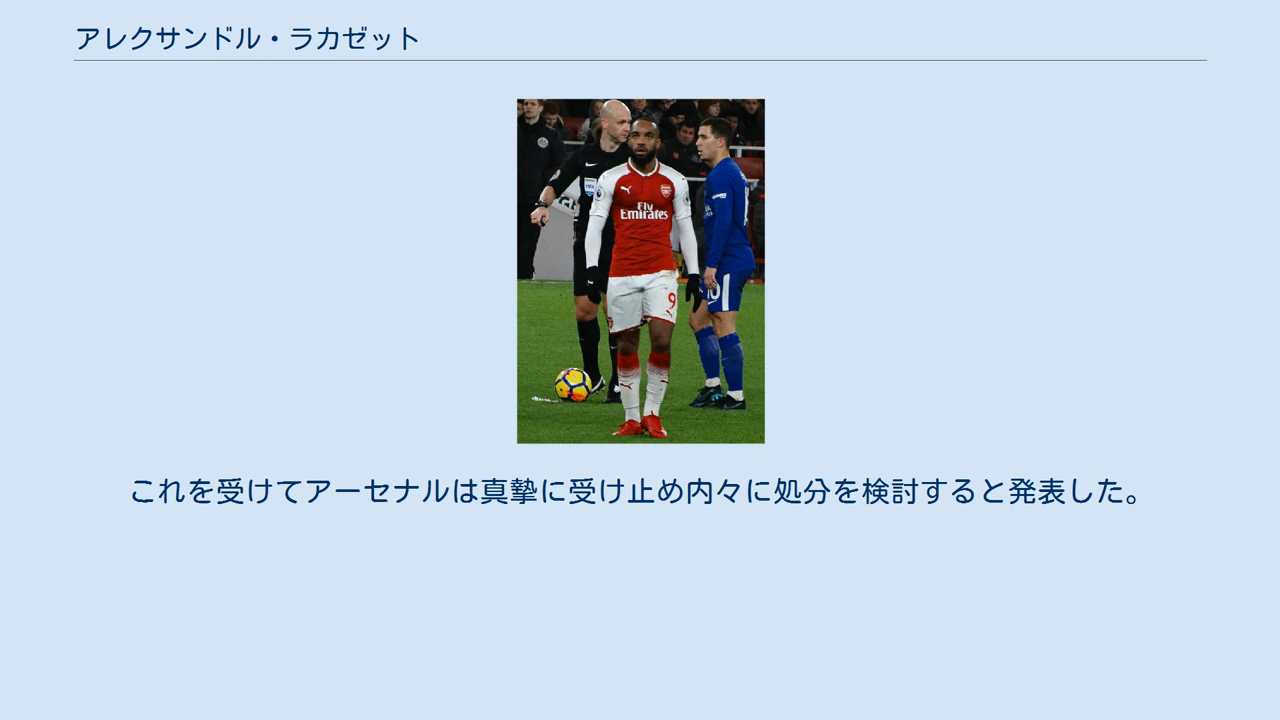 アレクサンドル・ラカゼット
Fly
Emirates
9
10
これを受けてアーセナルは真摯に受け止め内々に処分を検討すると発表した。